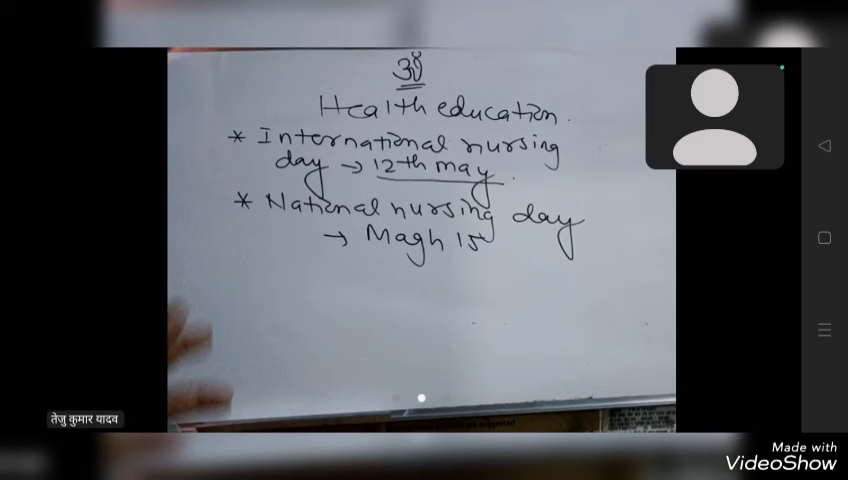 ॐ
Health education.
* International nursing
day → 12th may.
* National nursing day
→ Magh 15
तेजु कुमार यादव
Made with
VideoShow